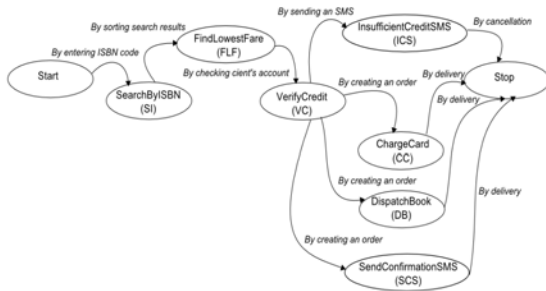 By sending an SMS
InsufficientCreditSMS
(ICS)
By cancellation
By sorting search results
FindLowestFare
(FLF)
By entering ISBN code
By checking cient's account
Start
SearchByISBN
(SI)
VerifyCredit
(VC)
By creating an order
By delivery
Stop
By delivery
ChargeCard
(CC)
By creating an order
DispatchBook
(DB)
By delivery
By creating an order
SendConfirmationSMS
(SCS)